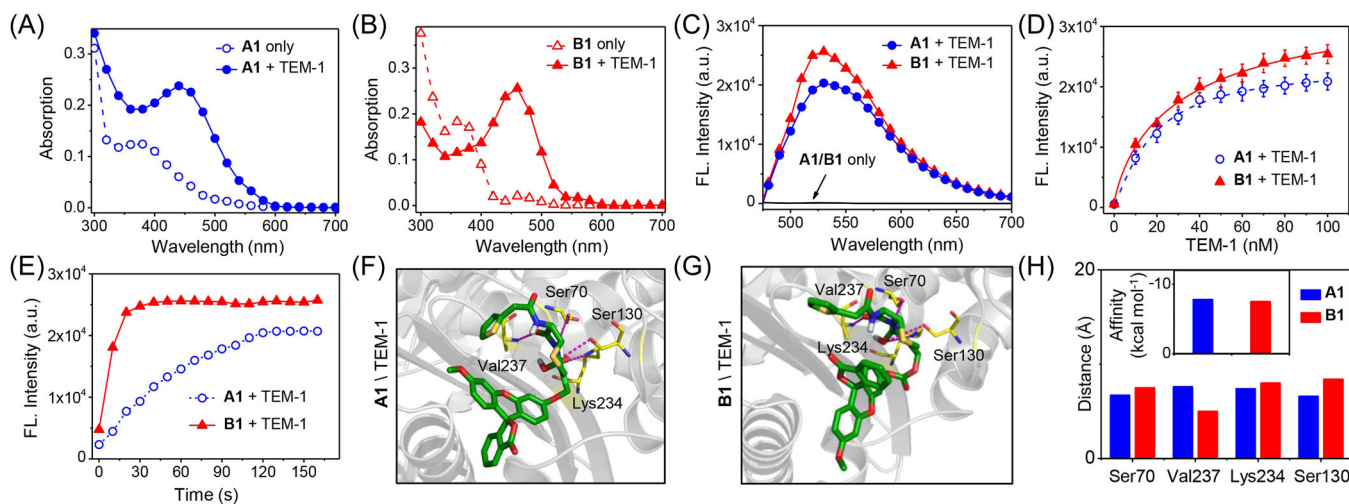 (A)
0.3
0.2
0.1
0.0
Absorption
A1 only
A1 + TEM-1
300 400 500 600 700
Wavelength (nm)
(B)
0.3
0.2
0.1
0.0
Absorption
B1 only
B1 + TEM-1
300 400 500 600 700
Wavelength (nm)
(C)
3x10⁴
2x10⁴
1x10⁴
0
FL. Intensity (a.u.)
A1 + TEM-1
B1 + TEM-1
A1/B1 only
500 550 600 650 700
Wavelength (nm)
(D)
3x10⁴
2x10⁴
1x10⁴
0
FL. Intensity (a.u.)
A1 + TEM-1
B1 + TEM-1
0 20 40 60 80 100
TEM-1 (nM)
(E)
3x10⁴
2x10⁴
1x10⁴
0
FL. Intensity (a.u.)
A1 + TEM-1
B1 + TEM-1
0 30 60 90 120 150
Time (s)
(F)
A1 \ TEM-1
Ser70
Ser130
Val237
Lys234
(G)
B1 \ TEM-1
Ser70
Val237
Lys234
Ser130
(H)
20
10
0
Distance (Å)
-10
0
Affinity
(kcal mol⁻¹)
A1
B1
Ser70 Val237 Lys234 Ser130